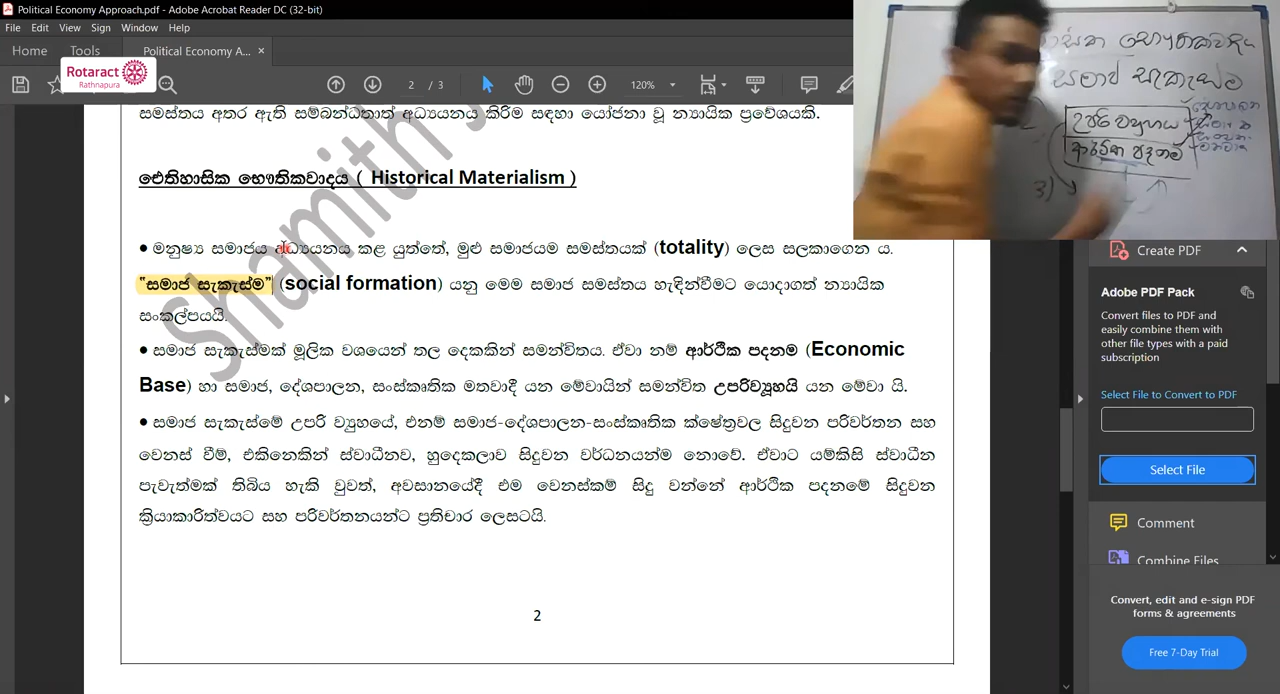 Political Economy Approach.pdf - Adobe Acrobat Reader DC (32-bit)
File Edit View Sign Window Help
Home Tools Political Economy A... ×
Rotaract
Rathnapura
2 / 3 120%
සමස්තය අතර ඇති සම්බන්ධතාත් අධ්‍යයනය කිරීම සඳහා යෝජනා වූ න්‍යායික ප්‍රවේශයකි.
ඓතිහාසික භෞතිකවාදය ( Historical Materialism )
• මනුෂ්‍ය සමාජය අධ්‍යයනය කළ යුත්තේ, මුළු සමාජයම සමස්තයක් (totality) ලෙස සලකාගෙන ය.
"සමාජ සැකැස්ම" (social formation) යනු මෙම සමාජ සමස්තය හැඳින්වීමට යොදාගත් න්‍යායික
සංකල්පයයි.
• සමාජ සැකැස්මක් මූලික වශයෙන් තල දෙකකින් සමන්විතය. ඒවා නම් ආර්ථික පදනම (Economic
Base) හා සමාජ, දේශපාලන, සංස්කෘතික මතවාදී යන මේවායින් සමන්විත උපරිව්‍යූහයි යන මේවා යි.
• සමාජ සැකැස්මේ උපරි ව්‍යුහයේ, එනම් සමාජ-දේශපාලන-සංස්කෘතික ක්ෂේත්‍රවල සිදුවන පරිවර්තන සහ
වෙනස් වීම්, එකිනෙකින් ස්වාධීනව, හුදෙකලාව සිදුවන වර්ධනයන්ම නොවේ. ඒවාට යම්කිසි ස්වාධීන
පැවැත්මක් තිබිය හැකි වුවත්, අවසානයේදී එම වෙනස්කම් සිදු වන්නේ ආර්ථික පදනමේ සිදුවන
ක්‍රියාකාරිත්වයට සහ පරිවර්තනයන්ට ප්‍රතිචාර ලෙසටයි.
2
Shamith
භෞතිකවාදය
සමාජ සැකැස්ම
උපරි ව්‍යුහය
ආර්ථික පදනම
3)
Create PDF
Adobe PDF Pack
Convert files to PDF and
easily combine them with
other file types with a paid
subscription
Select File to Convert to PDF
Select File
Comment
Combine Files
Convert, edit and e-sign PDF
forms & agreements
Free 7-Day Trial